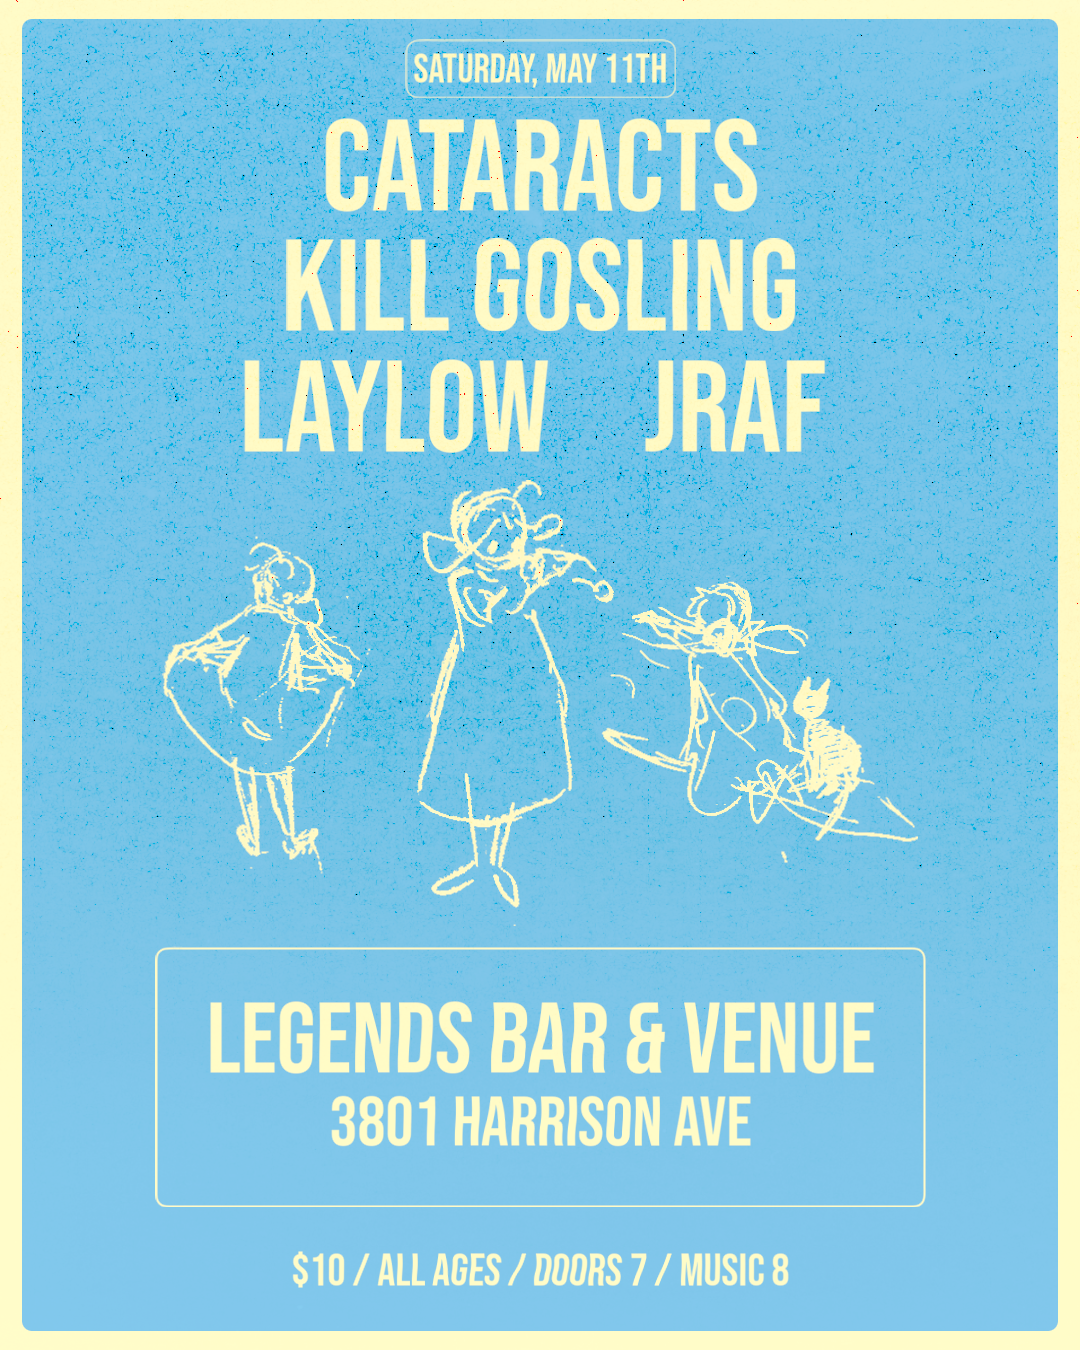 SATURDAY, MAY 11TH
CATARACTS
KILL GOSLING
LAYLOW JRAF
LEGENDS BAR & VENUE
3801 HARRISON AVE
$10 / ALL AGES / DOORS 7 / MUSIC 8